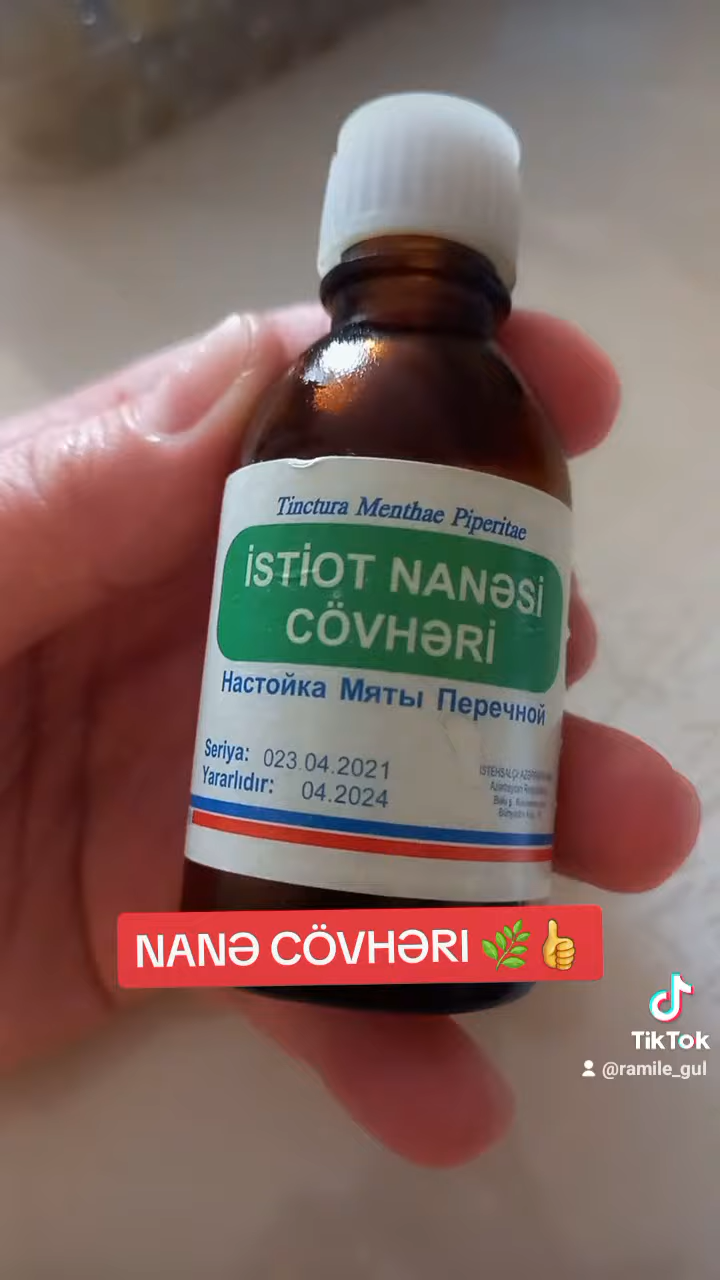 Tinctura Menthae Piperitae
İSTİOT NANƏSİ
CÖVHƏRİ
Настойка Мяты Перечной
Seriya: 023.04.2021
Yararlıdır: 04.2024
İSTEHSALÇI
NANƏ CÖVHƏRI 🌿👍
TikTok
@ramile_gul